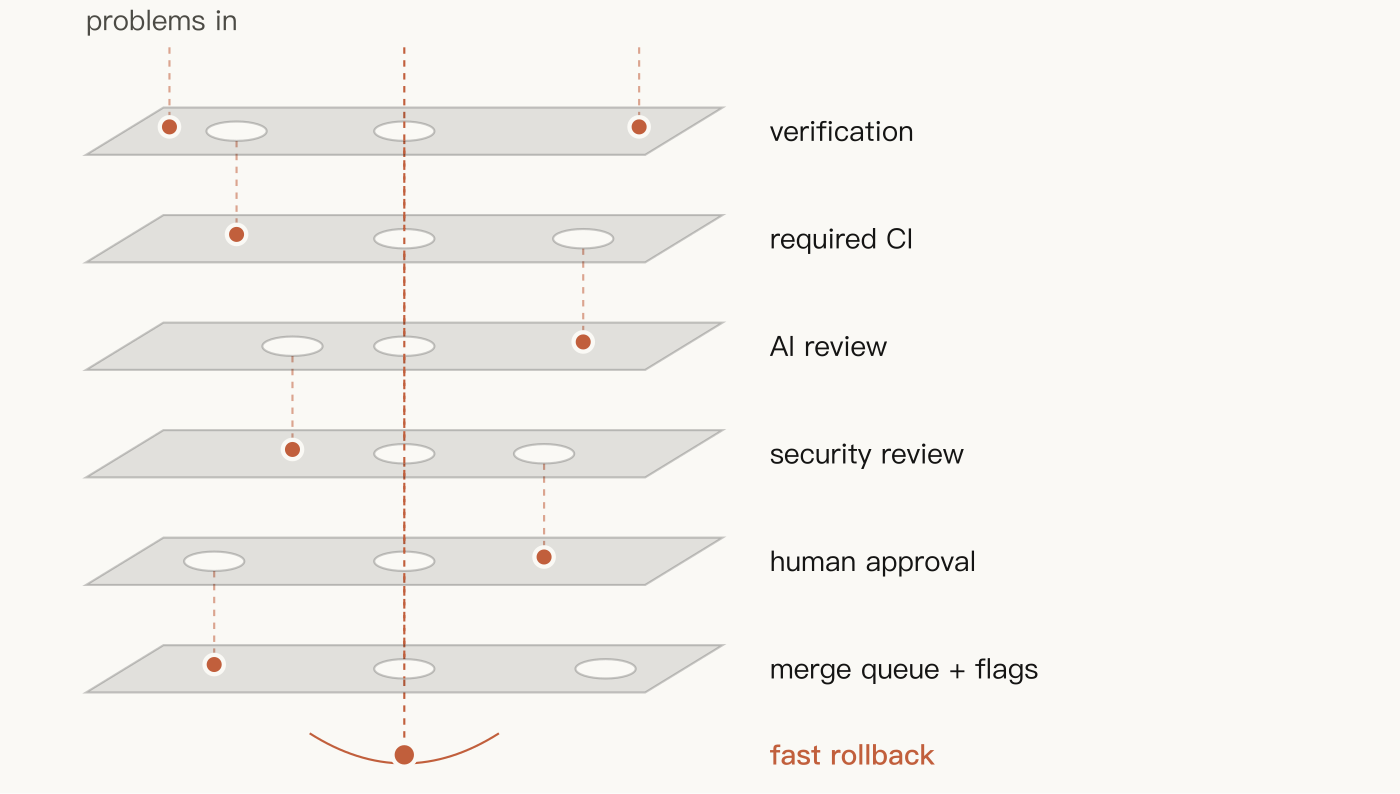 problems in
verification
required CI
AI review
security review
human approval
merge queue + flags
fast rollback